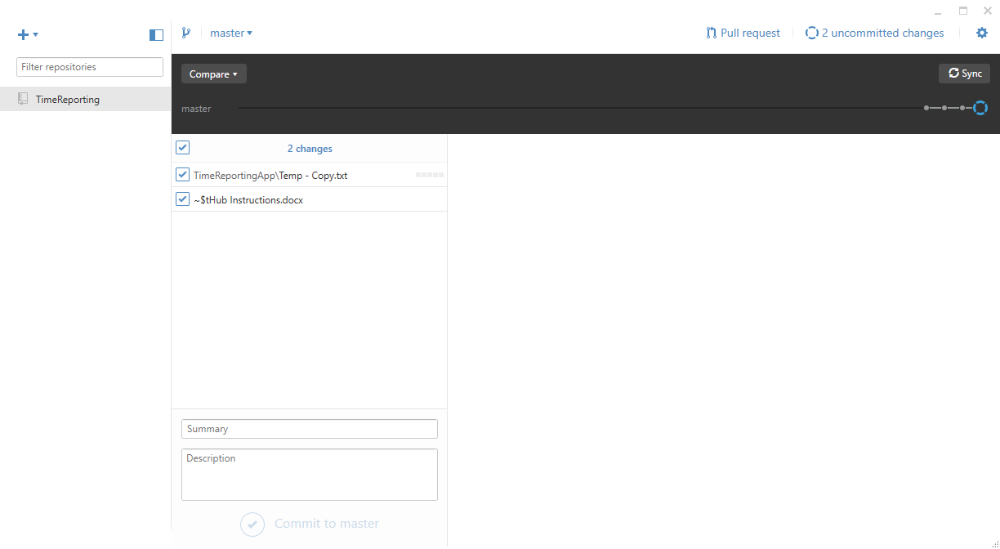 master
Pull request
2 uncommitted changes
Filter repositories
TimeReporting
Compare
Sync
master
2 changes
TimeReportingApp\Temp - Copy.txt
~$tHub Instructions.docx
Summary
Description
Commit to master